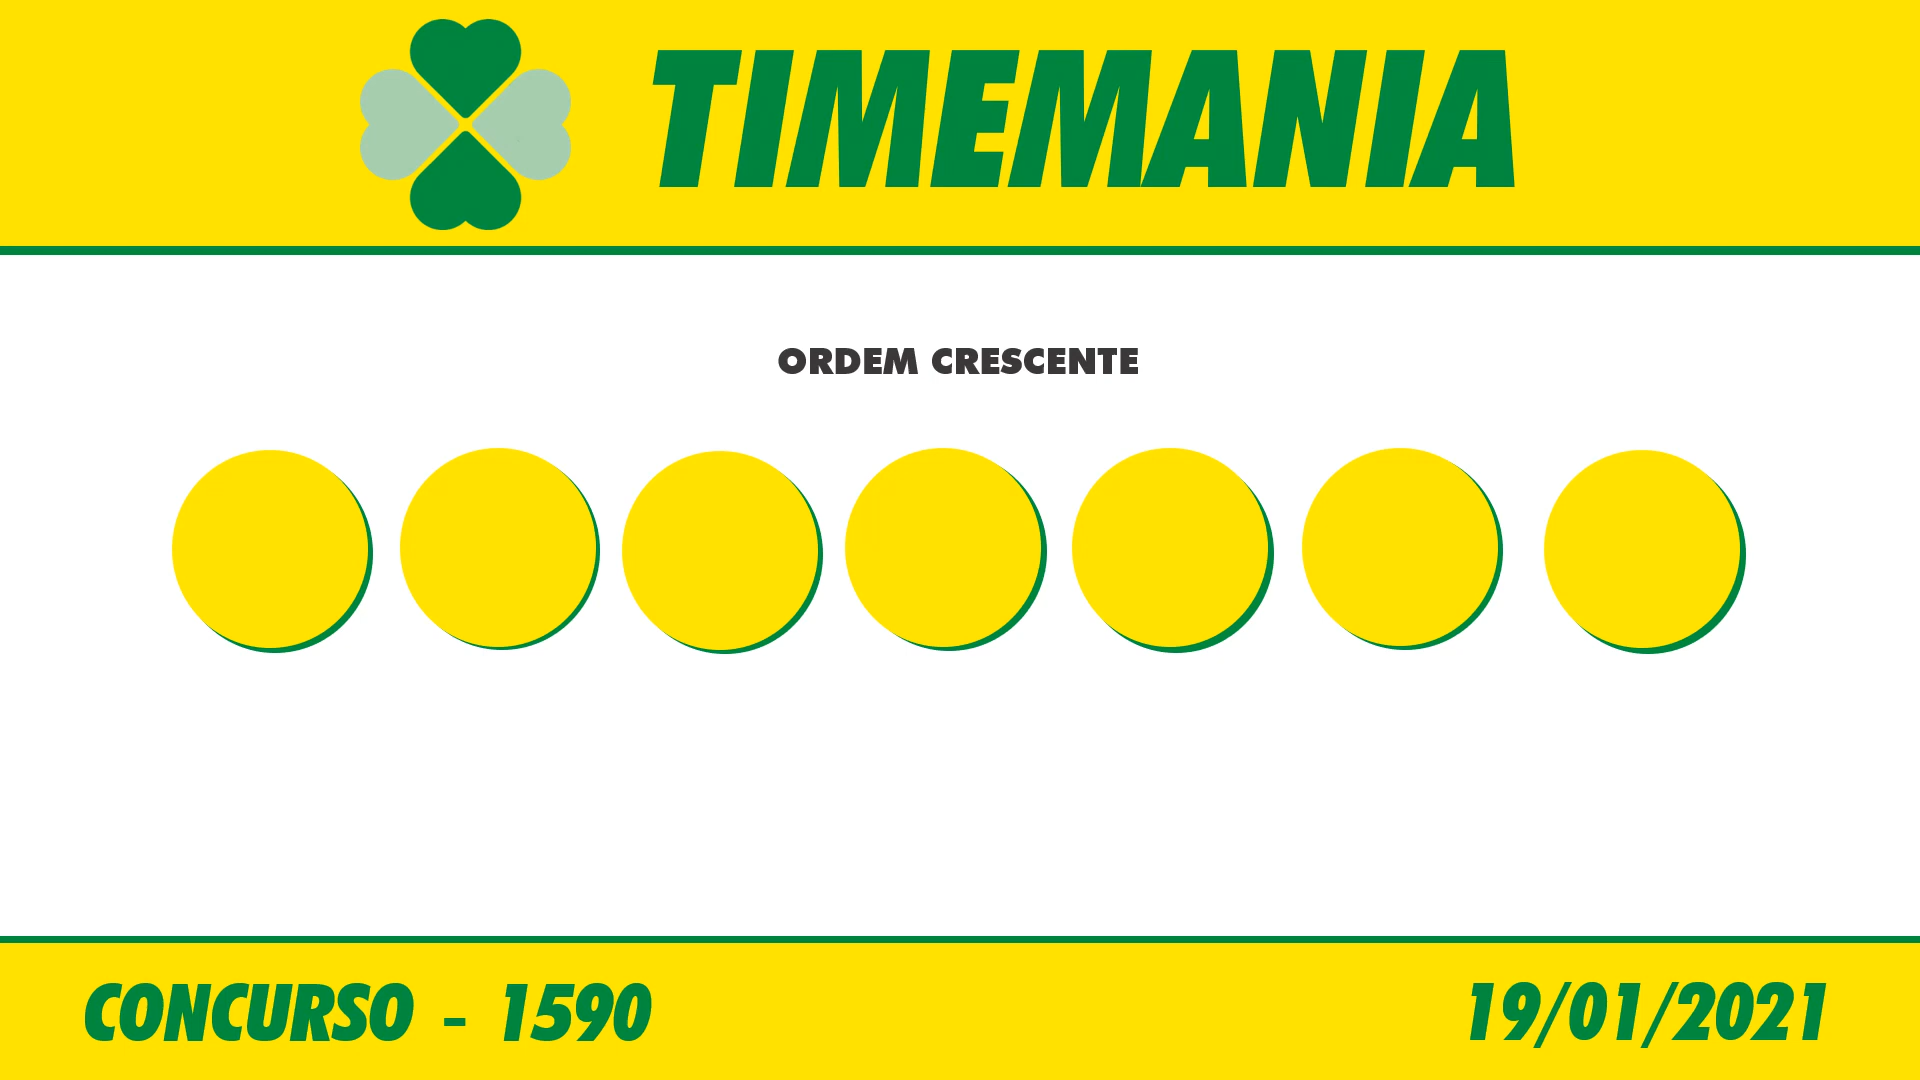 TIMEMANIA
ORDEM CRESCENTE
CONCURSO - 1590
19/01/2021